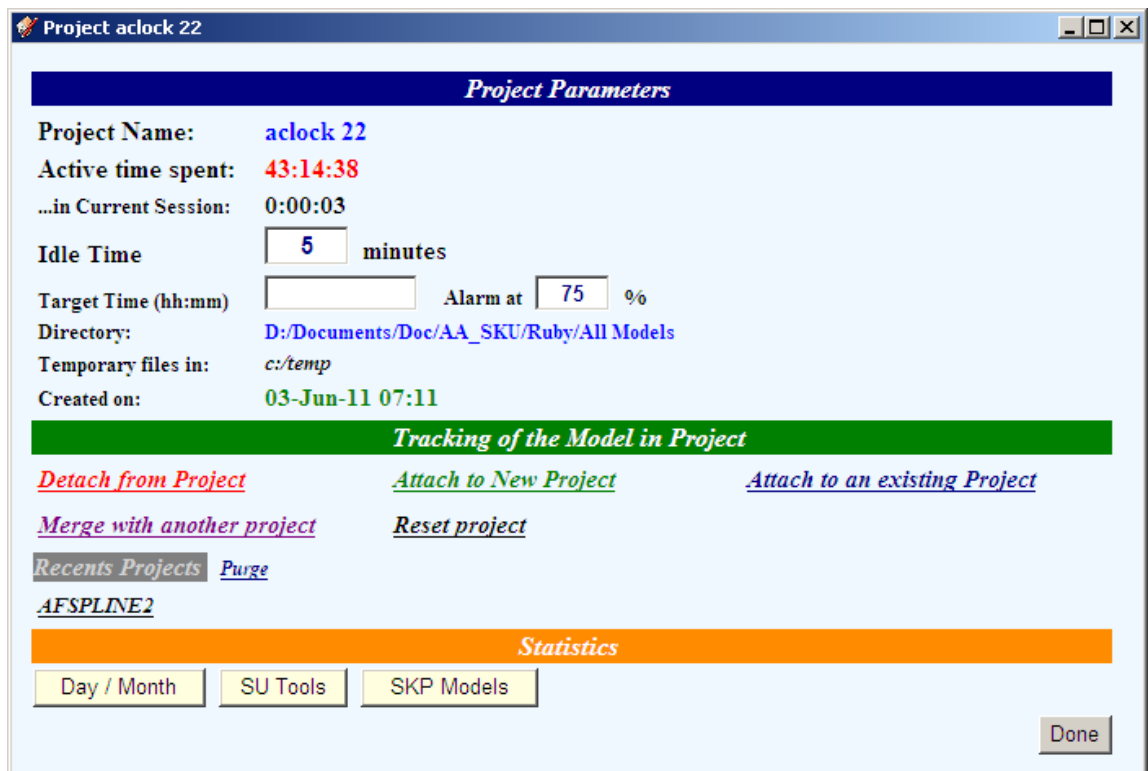 Project aclock 22
Project Parameters
Project Name: aclock 22
Active time spent: 43:14:38
...in Current Session: 0:00:03
Idle Time 5 minutes
Target Time (hh:mm) Alarm at 75 %
Directory: D:/Documents/Doc/AA_SKU/Ruby/All Models
Temporary files in: c:/temp
Created on: 03-Jun-11 07:11
Tracking of the Model in Project
Detach from Project Attach to New Project Attach to an existing Project
Merge with another project Reset project
Recents Projects Purge
AFSPLINE2
Statistics
Day / Month SU Tools SKP Models
Done